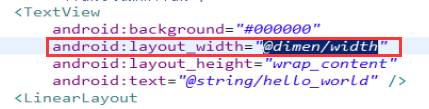 <TextView
android:background="#000000"
android:layout_width="@dimen/width"
android:layout_height="wrap_content"
android:text="@string/hello_world" />
<LinearLayout